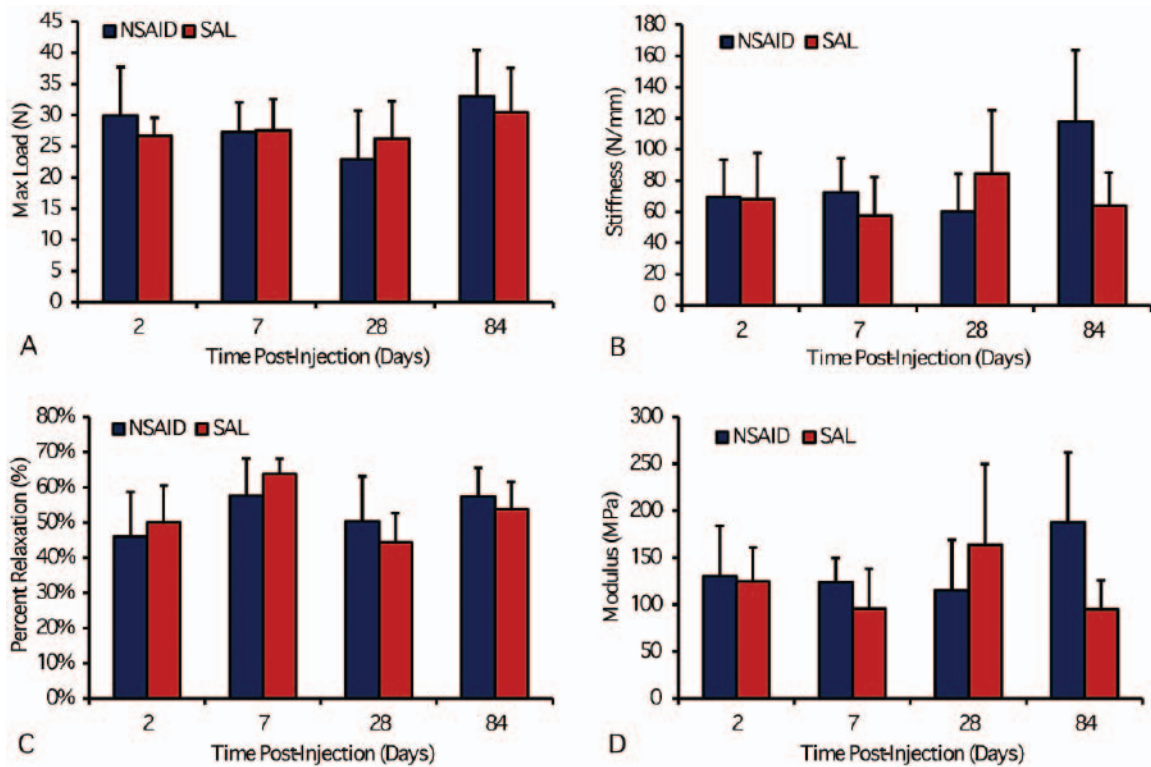 NSAID SAL
Max Load (N)
45
40
35
30
25
20
15
10
5
0
2 7 28 84
Time Post-Injection (Days)
A
NSAID SAL
Stiffness (N/mm)
180
160
140
120
100
80
60
40
20
0
2 7 28 84
Time Post-Injection (Days)
B
NSAID SAL
Percent Relaxation (%)
80%
70%
60%
50%
40%
30%
20%
10%
0%
2 7 28 84
Time Post-Injection (Days)
C
NSAID SAL
Modulus (MPa)
300
250
200
150
100
50
0
2 7 28 84
Time Post-Injection (Days)
D